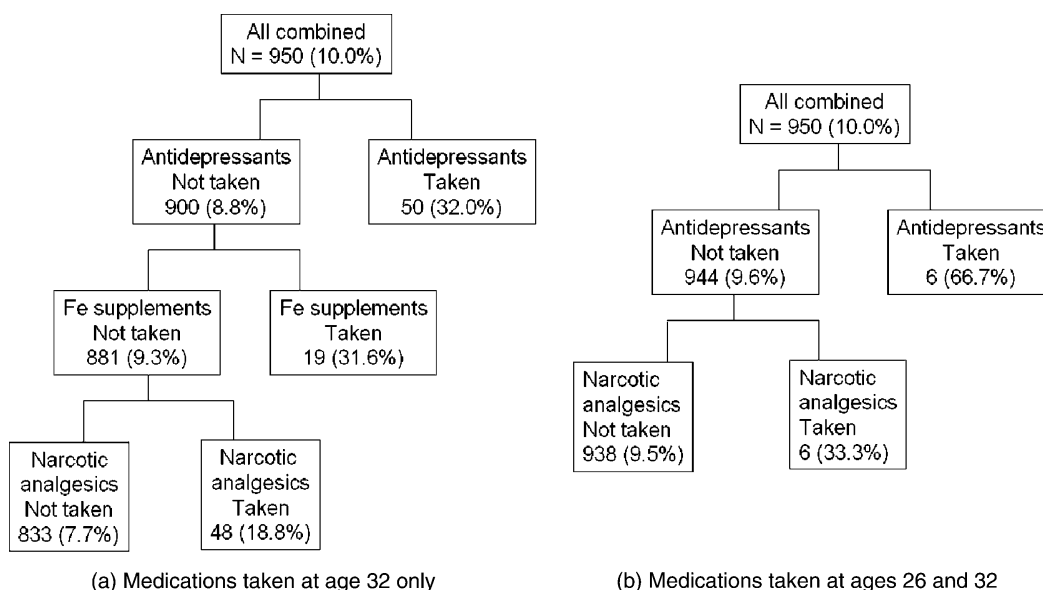 All combined
N = 950 (10.0%)
Antidepressants
Not taken
900 (8.8%)
Antidepressants
Taken
50 (32.0%)
Fe supplements
Not taken
881 (9.3%)
Fe supplements
Taken
19 (31.6%)
Narcotic
analgesics
Not taken
833 (7.7%)
Narcotic
analgesics
Taken
48 (18.8%)
(a) Medications taken at age 32 only
All combined
N = 950 (10.0%)
Antidepressants
Not taken
944 (9.6%)
Antidepressants
Taken
6 (66.7%)
Narcotic
analgesics
Not taken
938 (9.5%)
Narcotic
analgesics
Taken
6 (33.3%)
(b) Medications taken at ages 26 and 32